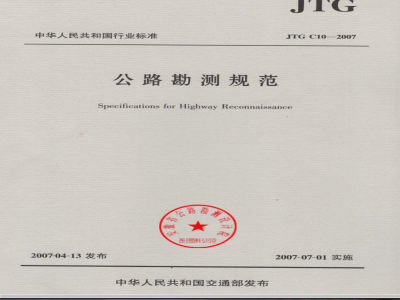 JTG
中华人民共和国行业标准
JTG C10—2007
公路勘测规范
Specifications for Highway Reconnaissance
2007-04-13 发布
2007-07-01 实施
中华人民共和国交通部发布